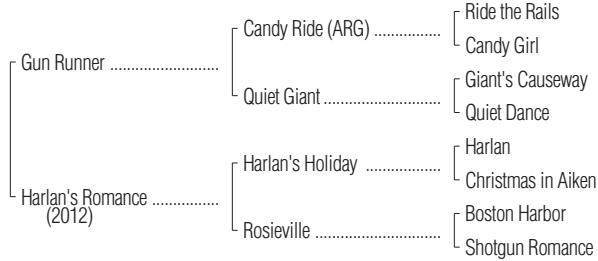 Ride the Rails
Candy Ride (ARG) ................
Candy Girl
Gun Runner ..........................
Giant's Causeway
Quiet Giant ............................
Quiet Dance
Harlan
Harlan's Holiday ..................
Christmas in Aiken
Harlan's Romance ................
(2012)
Boston Harbor
Rosieville ..............................
Shotgun Romance